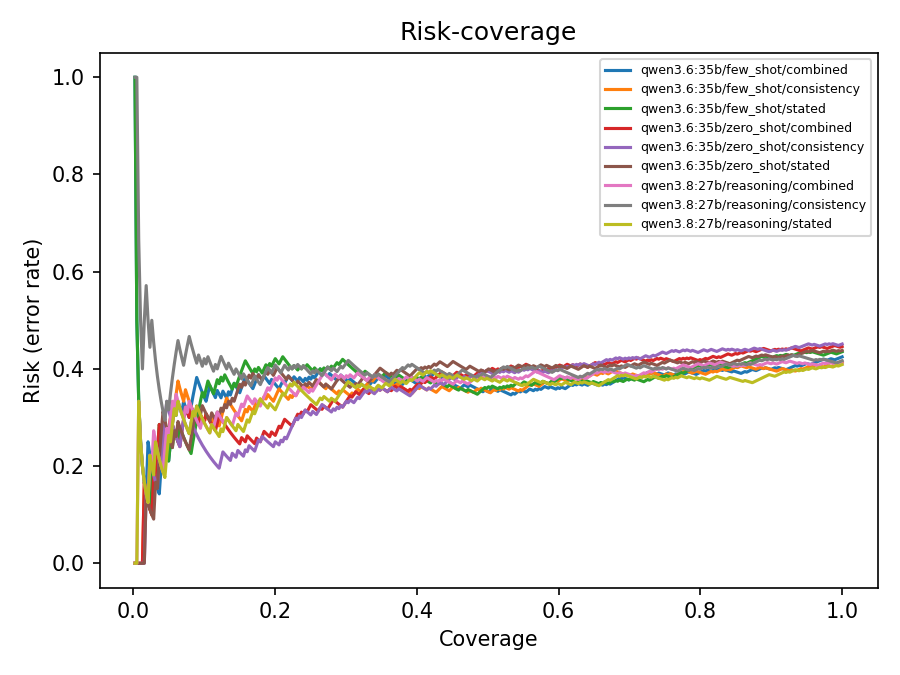 Risk-coverage
qwen3.6:35b/few_shot/combined
qwen3.6:35b/few_shot/consistency
qwen3.6:35b/few_shot/stated
qwen3.6:35b/zero_shot/combined
qwen3.6:35b/zero_shot/consistency
qwen3.6:35b/zero_shot/stated
qwen3.8:27b/reasoning/combined
qwen3.8:27b/reasoning/consistency
qwen3.8:27b/reasoning/stated
Risk (error rate)
1.0
0.8
0.6
0.4
0.2
0.0
0.0 0.2 0.4 0.6 0.8 1.0
Coverage